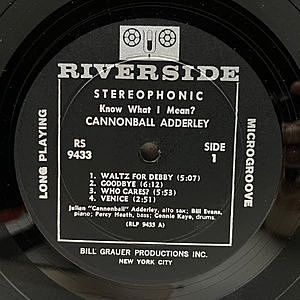 RIVERSIDE
STEREOPHONIC
Know What I Mean?
CANNONBALL ADDERLEY
LONG PLAYING
RS
9433
SIDE
1
MICROGROOVE
1. WALTZ FOR DEBBY (5:07)
2. GOODBYE (6:12)
3. WHO CARES? (5:53)
4. VENICE (2:51)
Julian "Cannonball" Adderley, alto sax; Bill Evans,
piano; Percy Heath, bass; Connie Kaye, drums.
(RLP 9433 A)
BILL GRAUER PRODUCTIONS INC.
NEW YORK CITY